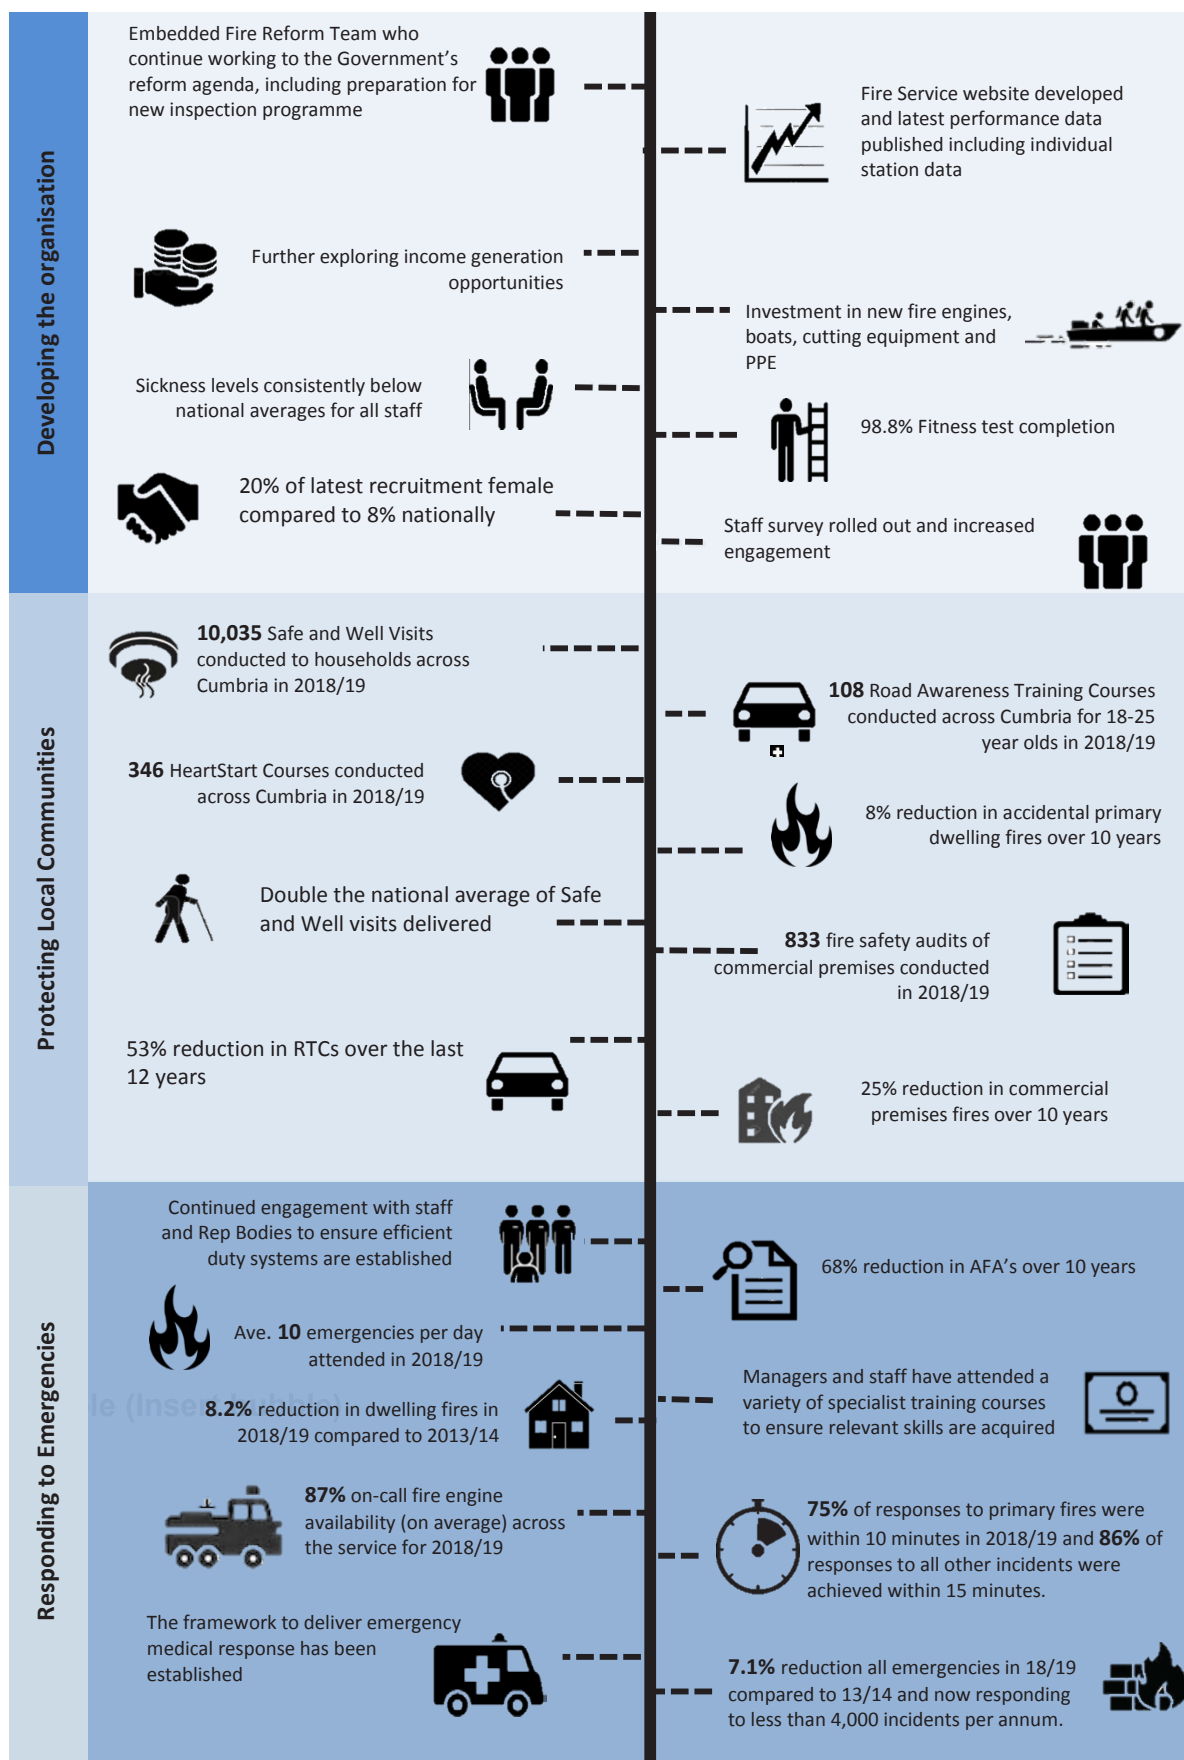 Developing the organisation
Embedded Fire Reform Team who
continue working to the Government's
reform agenda, including preparation for
new inspection programme
Fire Service website developed
and latest performance data
published including individual
station data
Further exploring income generation
opportunities
Investment in new fire engines,
boats, cutting equipment and
PPE
Sickness levels consistently below
national averages for all staff
98.8% Fitness test completion
20% of latest recruitment female
compared to 8% nationally
Staff survey rolled out and increased
engagement
Protecting Local Communities
10,035 Safe and Well Visits
conducted to households across
Cumbria in 2018/19
108 Road Awareness Training Courses
conducted across Cumbria for 18-25
year olds in 2018/19
346 HeartStart Courses conducted
across Cumbria in 2018/19
8% reduction in accidental primary
dwelling fires over 10 years
Double the national average of Safe
and Well visits delivered
833 fire safety audits of
commercial premises conducted
in 2018/19
53% reduction in RTCs over the last
12 years
25% reduction in commercial
premises fires over 10 years
Responding to Emergencies
Continued engagement with staff
and Rep Bodies to ensure efficient
duty systems are established
68% reduction in AFA's over 10 years
Ave. 10 emergencies per day
attended in 2018/19
Managers and staff have attended a
variety of specialist training courses
to ensure relevant skills are acquired
8.2% reduction in dwelling fires in
2018/19 compared to 2013/14
87% on-call fire engine
availability (on average) across
the service for 2018/19
75% of responses to primary fires were
within 10 minutes in 2018/19 and 86% of
responses to all other incidents were
achieved within 15 minutes.
The framework to deliver emergency
medical response has been
established
7.1% reduction all emergencies in 18/19
compared to 13/14 and now responding
to less than 4,000 incidents per annum.